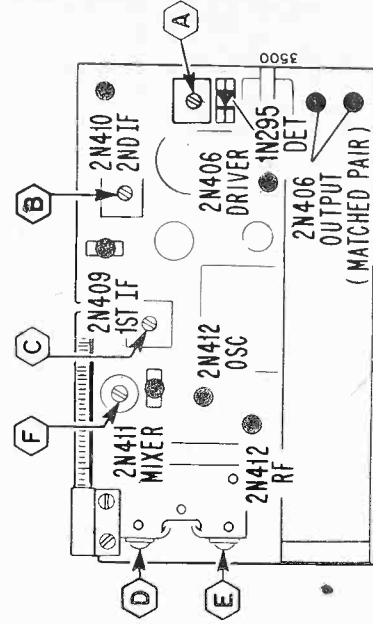 A
B
C
F
D
E
2N410
2ND IF
2N409
1ST IF
2N411
MIXER
2N412
OSC
2N412
RF
2N406
DRIVER
1N295
DET
3500
2N406
OUTPUT
(MATCHED PAIR)